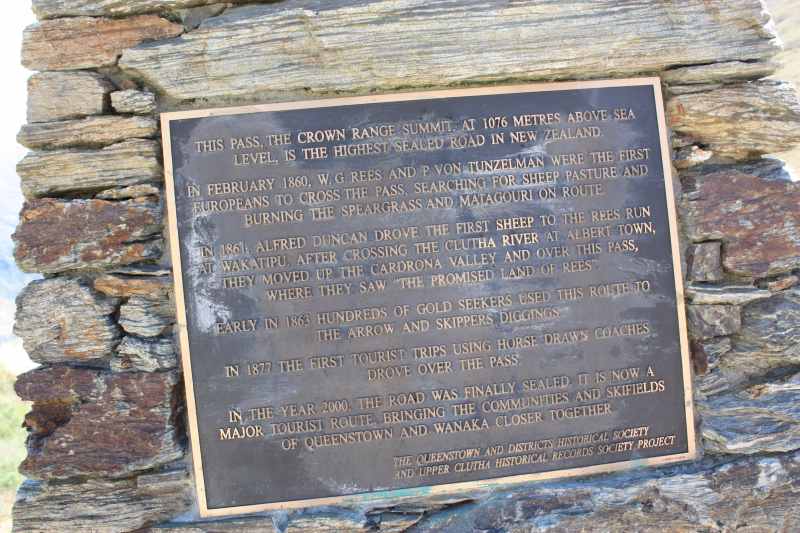 THIS PASS, THE CROWN RANGE SUMMIT, AT 1076 METRES ABOVE SEA
LEVEL, IS THE HIGHEST SEALED ROAD IN NEW ZEALAND.
IN FEBRUARY 1860, W.G REES AND P VON TUNZELMAN WERE THE FIRST
EUROPEANS TO CROSS THE PASS, SEARCHING FOR SHEEP PASTURE AND
BURNING THE SPEARGRASS AND MATAGOURI ON ROUTE.
IN 1861, ALFRED DUNCAN DROVE THE FIRST SHEEP TO THE REES RUN
AT WAKATIPU. AFTER CROSSING THE CLUTHA RIVER AT ALBERT TOWN,
THEY MOVED UP THE CARDRONA VALLEY AND OVER THIS PASS,
WHERE THEY SAW "THE PROMISED LAND OF REES".
EARLY IN 1863 HUNDREDS OF GOLD SEEKERS USED THIS ROUTE TO
THE ARROW AND SKIPPERS DIGGINGS.
IN 1877 THE FIRST TOURIST TRIPS USING HORSE DRAWN COACHES
DROVE OVER THE PASS.
IN THE YEAR 2000, THE ROAD WAS FINALLY SEALED. IT IS NOW A
MAJOR TOURIST ROUTE, BRINGING THE COMMUNITIES AND SKIFIELDS
OF QUEENSTOWN AND WANAKA CLOSER TOGETHER.
THE QUEENSTOWN AND DISTRICTS HISTORICAL SOCIETY
AND UPPER CLUTHA HISTORICAL RECORDS SOCIETY PROJECT